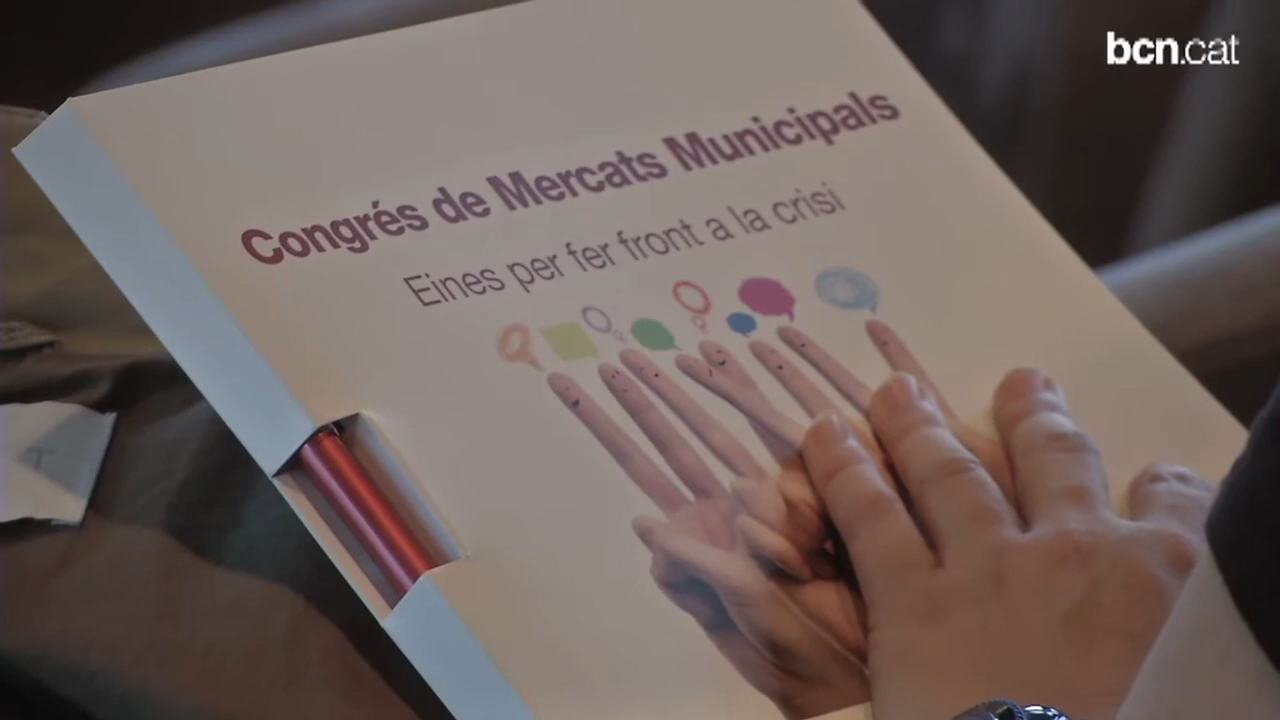 bcn.cat
Congrés de Mercats Municipals
Eines per fer front a la crisi